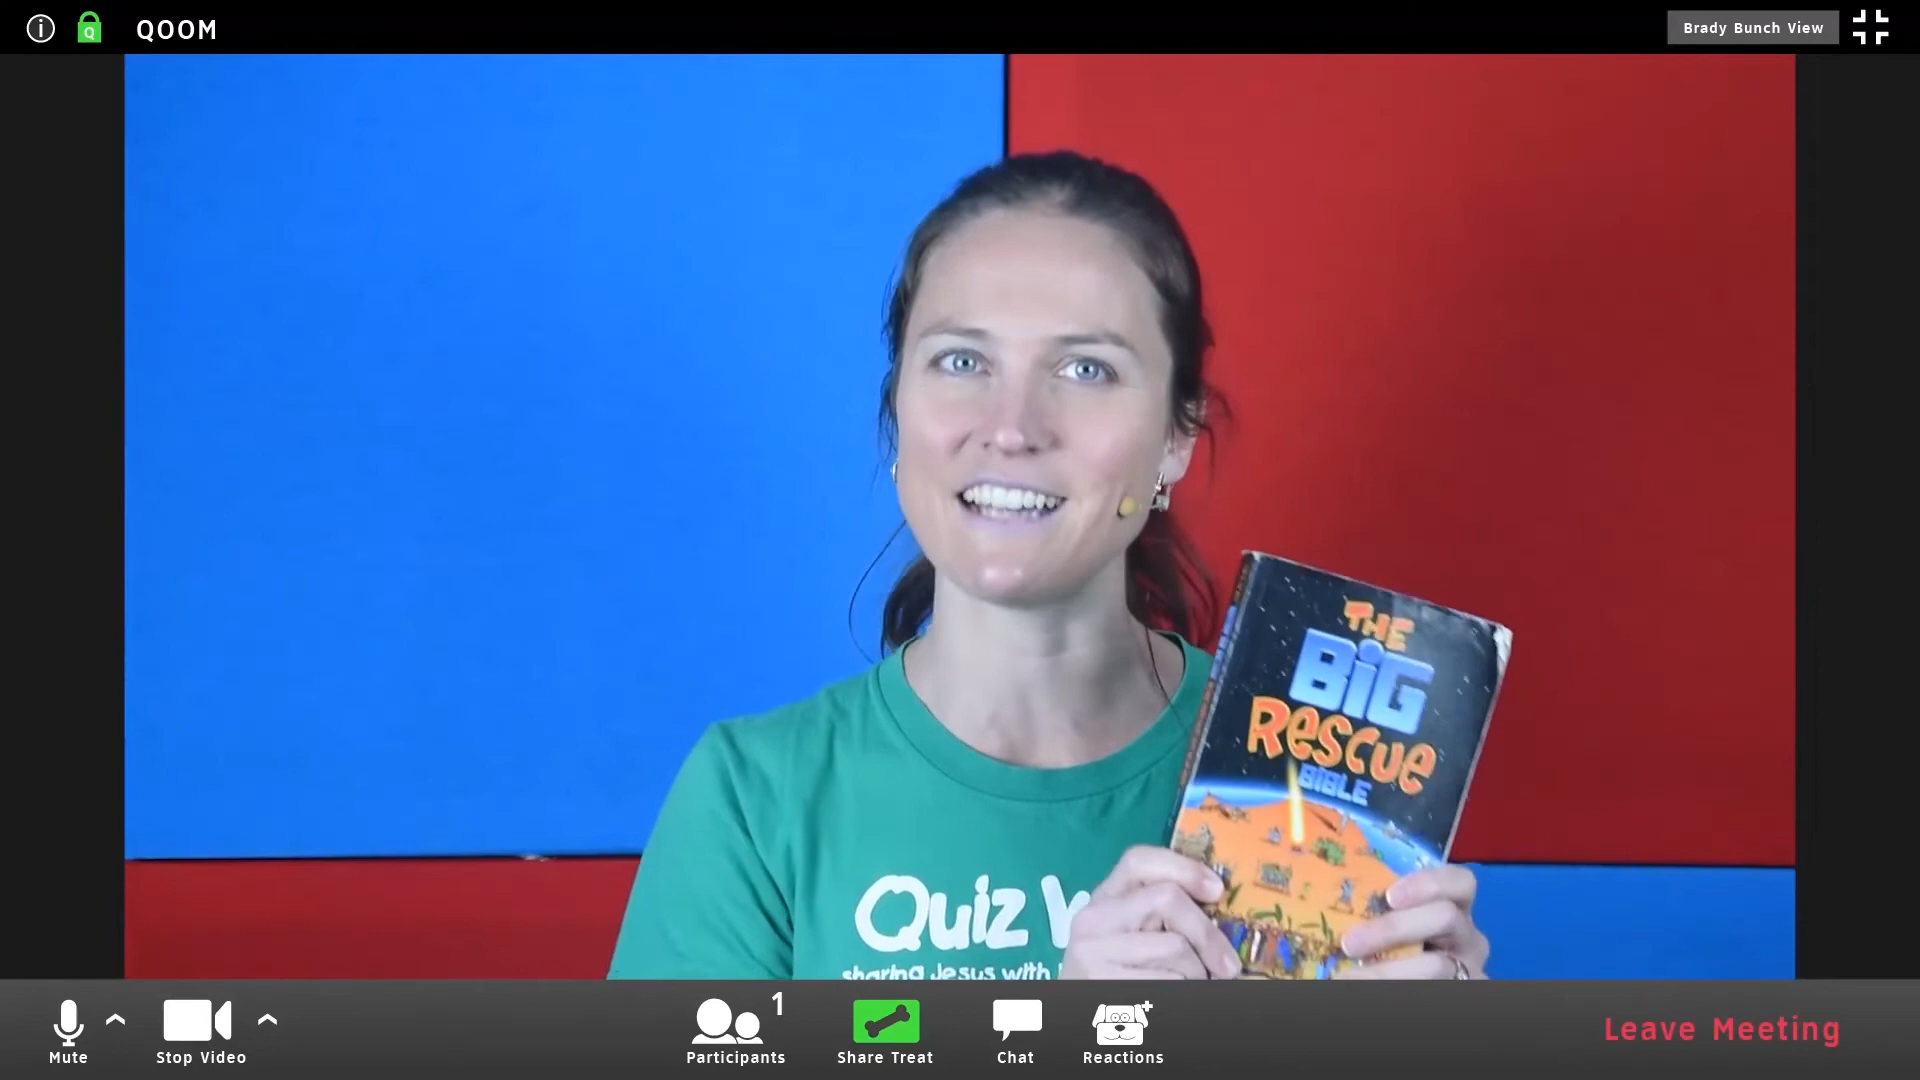 QOOM
Brady Bunch View
Q
THE
BiG
Rescue
BiBLE
Quiz
sharing Jesus with
1
Mute
Stop Video
Participants
Share Treat
Chat
Reactions
Leave Meeting